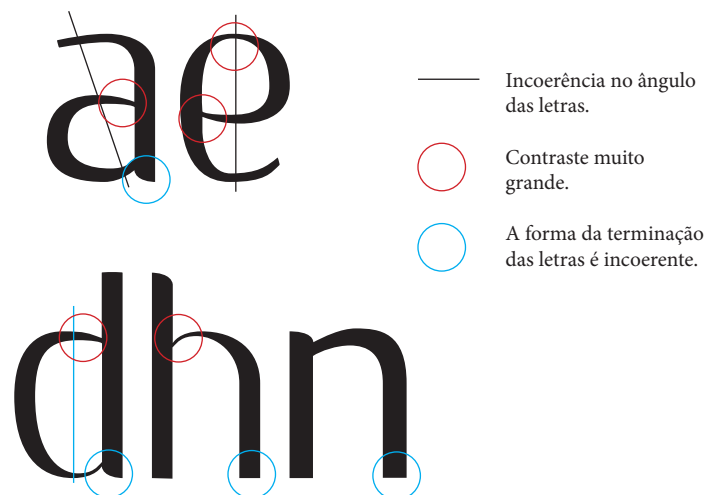 ae
Incoerência no ângulo
das letras.
Contraste muito
grande.
A forma da terminação
das letras é incoerente.
dhn